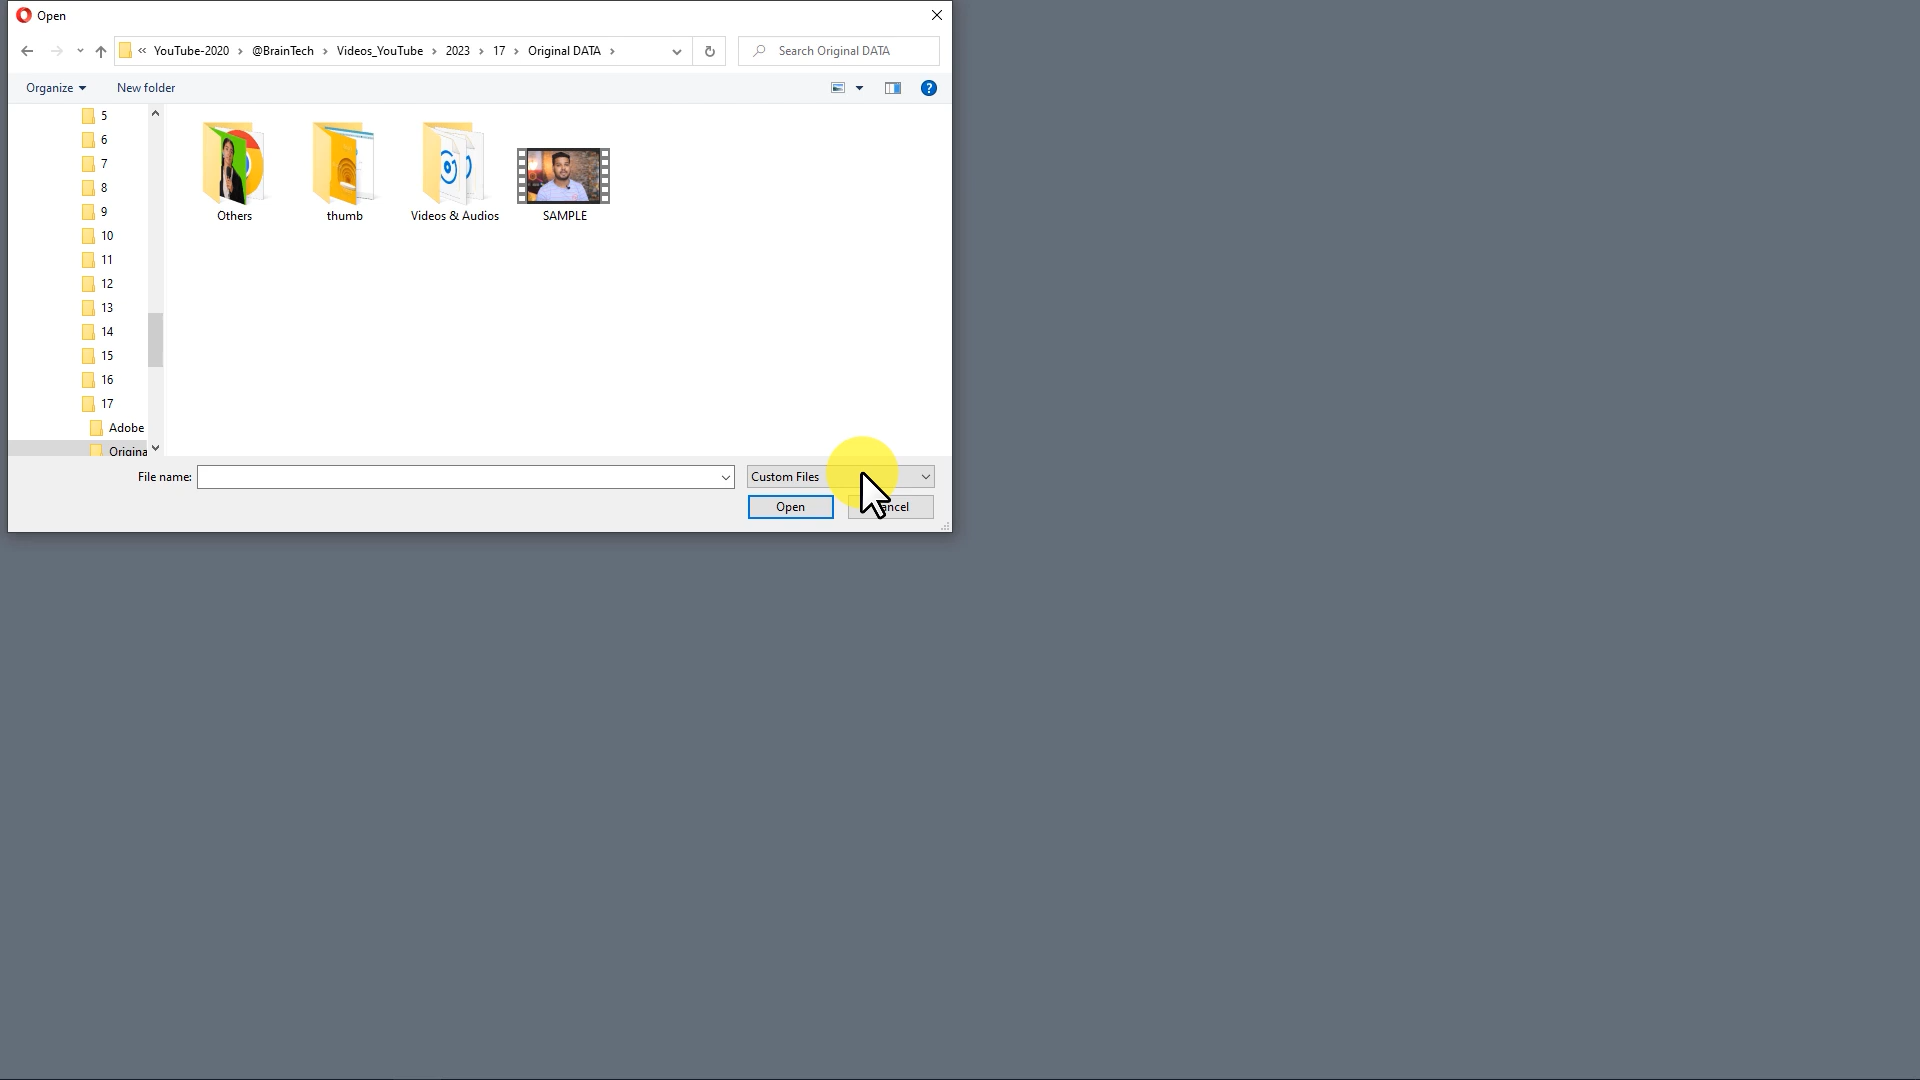 Open
« YouTube-2020 › @BrainTech › Videos_YouTube › 2023 › 17 › Original DATA ›
Search Original DATA
Organize
New folder
5
6
7
8
9
10
11
12
13
14
15
16
17
Adobe
Origina
Others
thumb
Videos & Audios
SAMPLE
File name:
Custom Files
Open
ancel